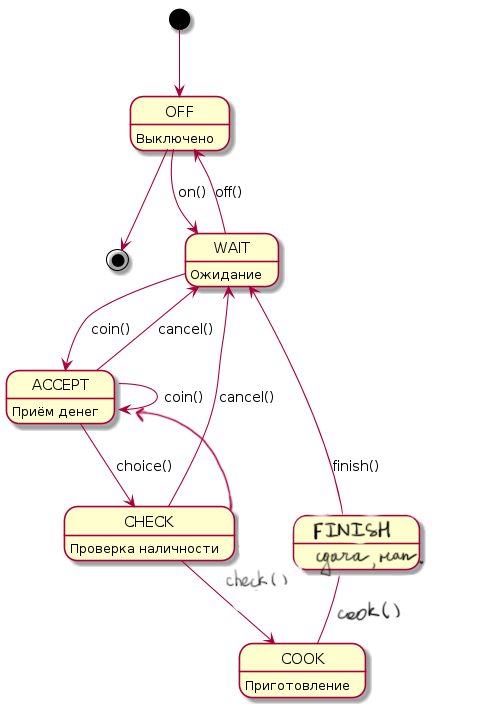 OFF
Выключено
on()
off()
WAIT
Ожидание
coin()
cancel()
ACCEPT
Приём денег
coin()
cancel()
choice()
finish()
CHECK
Проверка наличности
FINISH
сдача, нап.
check()
cook()
COOK
Приготовление